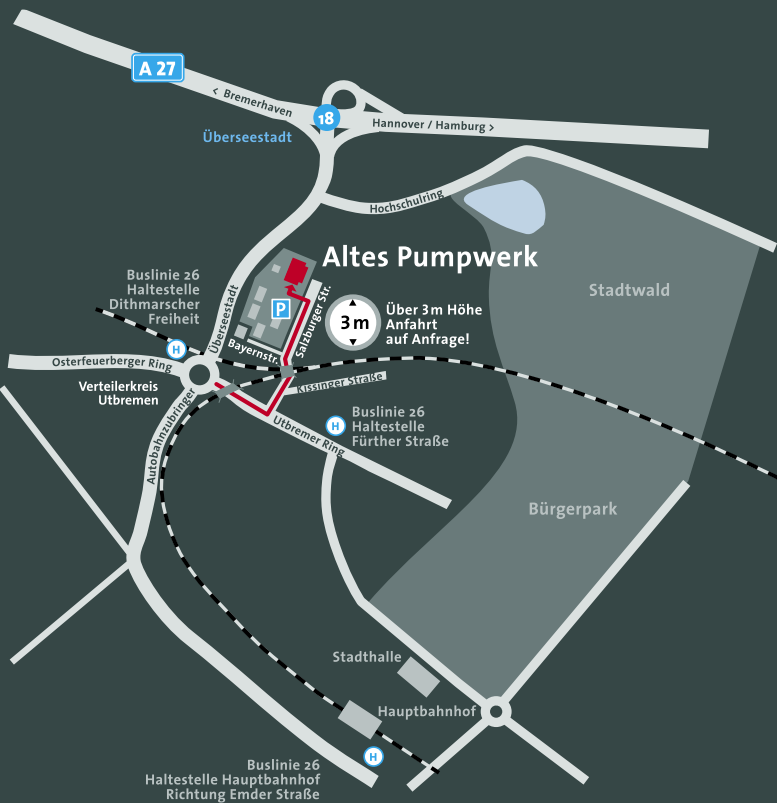 A 27
< Bremerhaven
18
Hannover / Hamburg >
Überseestadt
Hochschulring
Altes Pumpwerk
Stadtwald
Buslinie 26
Haltestelle
Dithmarscher
Freiheit
H
Überseestadt
P
Salzburger Str.
3 m
Über 3 m Höhe
Anfahrt
auf Anfrage!
Bayernstr.
Osterfeuerberger Ring
Verteilerkreis
Utbremen
Kissinger Straße
Autobahnzubringer
Utbremer Ring
H
Buslinie 26
Haltestelle
Fürther Straße
Bürgerpark
Stadthalle
Hauptbahnhof
H
Buslinie 26
Haltestelle Hauptbahnhof
Richtung Emder Straße